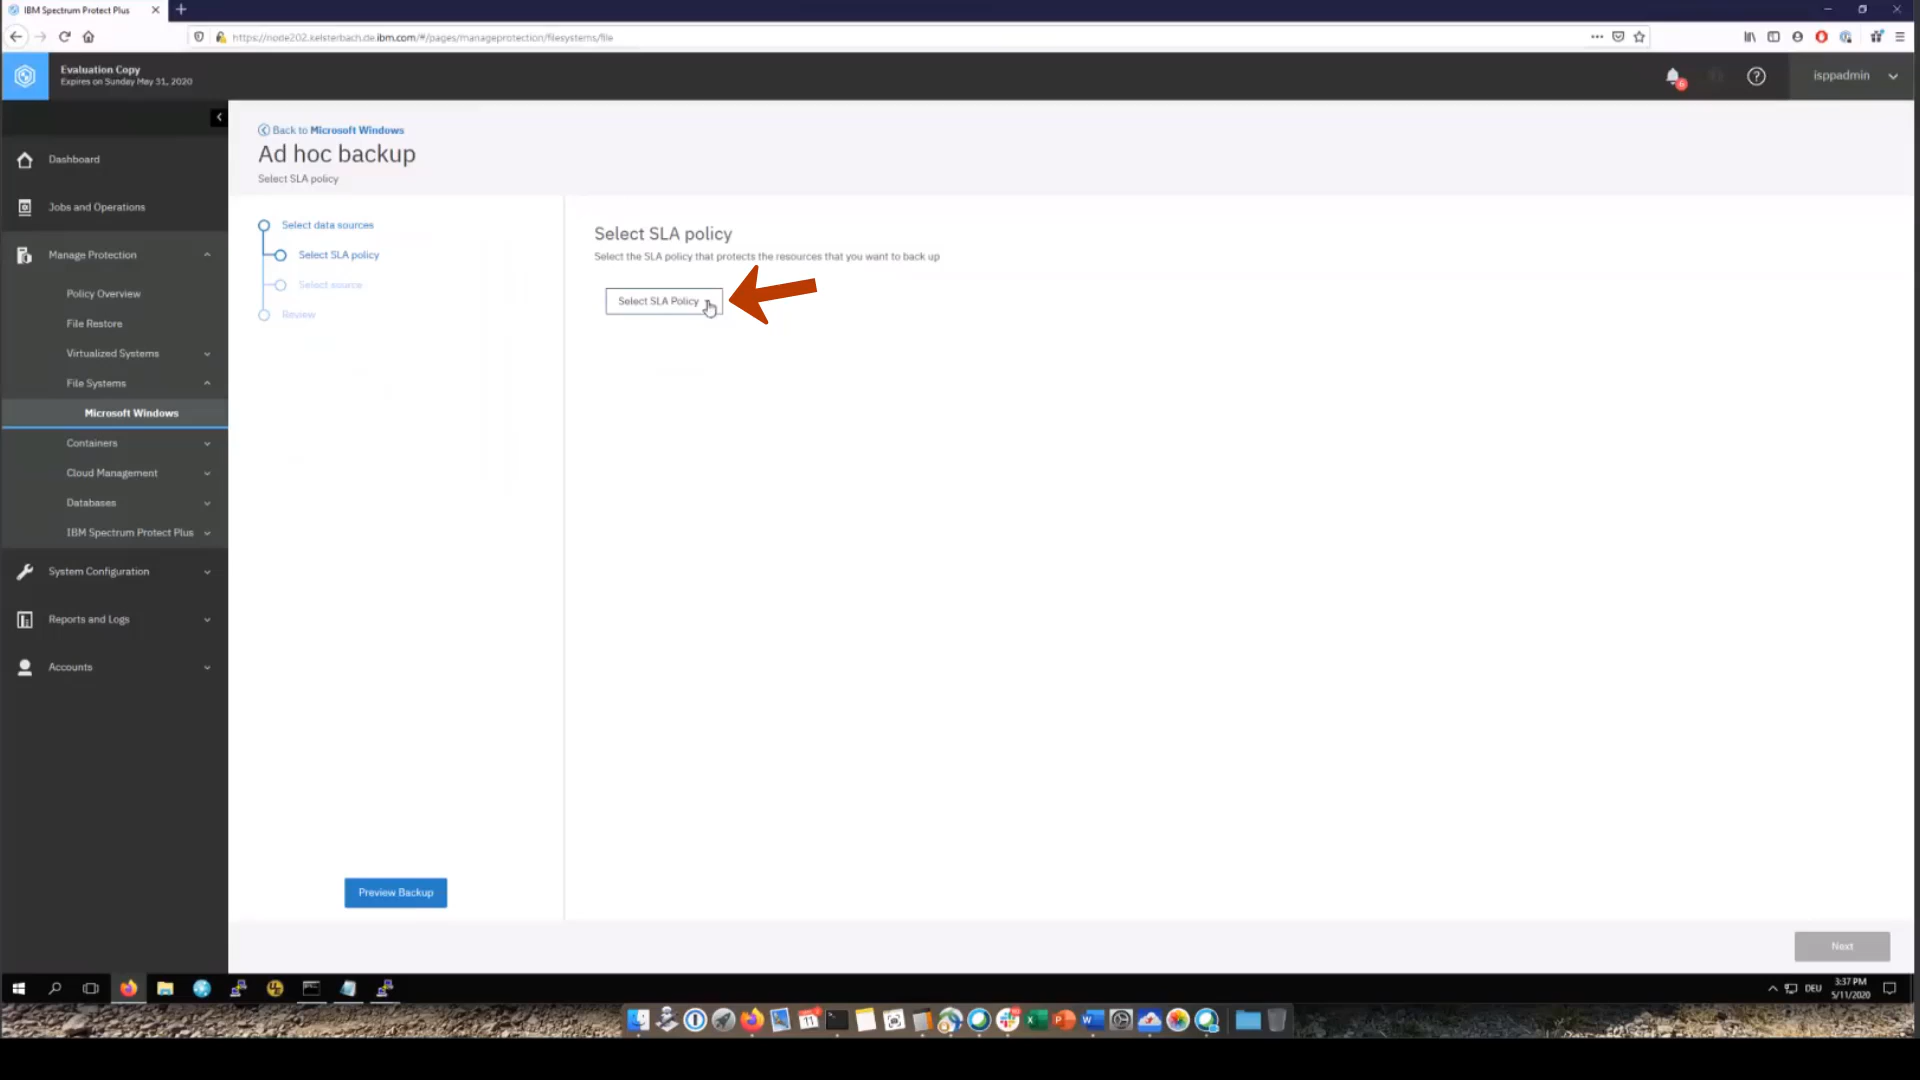 IBM Spectrum Protect Plus
https://node202.kelsterbach.de.ibm.com/#/pages/manageprotection/filesystems/file
Evaluation Copy
Expires on Sunday May 31, 2020
isppadmin
Back to Microsoft Windows
Ad hoc backup
Select SLA policy
Dashboard
Jobs and Operations
Manage Protection
Policy Overview
File Restore
Virtualized Systems
File Systems
Microsoft Windows
Containers
Cloud Management
Databases
IBM Spectrum Protect Plus
System Configuration
Reports and Logs
Accounts
Select data sources
Select SLA policy
Select source
Review
Preview Backup
Select SLA policy
Select the SLA policy that protects the resources that you want to back up
Select SLA Policy
Next
DEU
3:37 PM
5/11/2020